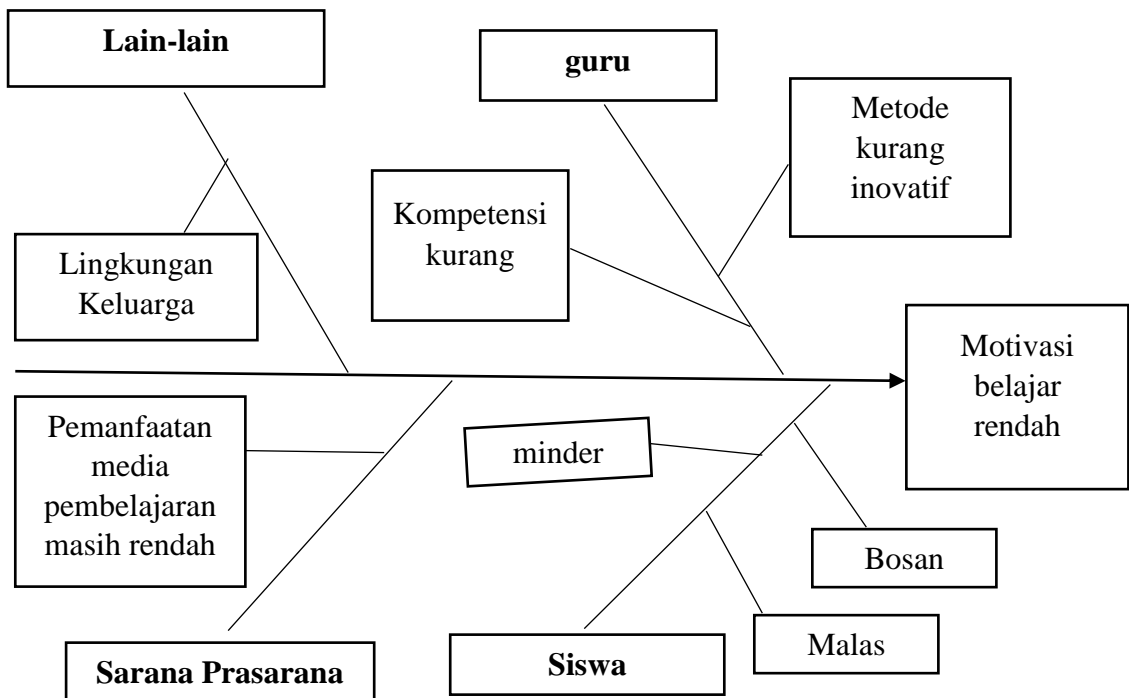 Lain-lain
guru
Metode
kurang
inovatif
Kompetensi
kurang
Lingkungan
Keluarga
Motivasi
belajar
rendah
Pemanfaatan
media
pembelajaran
masih rendah
minder
Bosan
Malas
Sarana Prasarana
Siswa